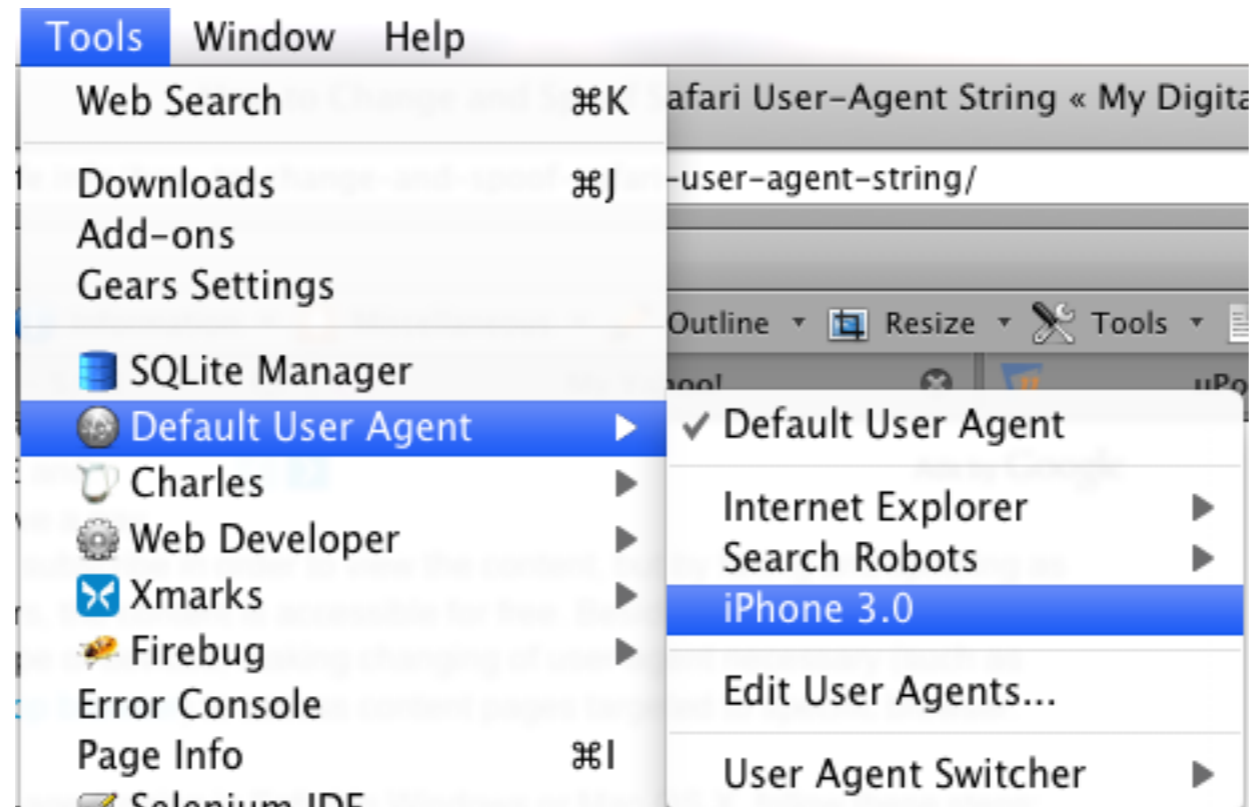 Tools Window Help
Web Search ⌘K
afari User-Agent String « My Digita
Downloads ⌘J
-user-agent-string/
Add-ons
Gears Settings
Outline Resize Tools
SQLite Manager
Default User Agent
Charles
Web Developer
Xmarks
Firebug
Error Console
Page Info ⌘I
Selenium IDE
✓ Default User Agent
Internet Explorer
Search Robots
iPhone 3.0
Edit User Agents...
User Agent Switcher